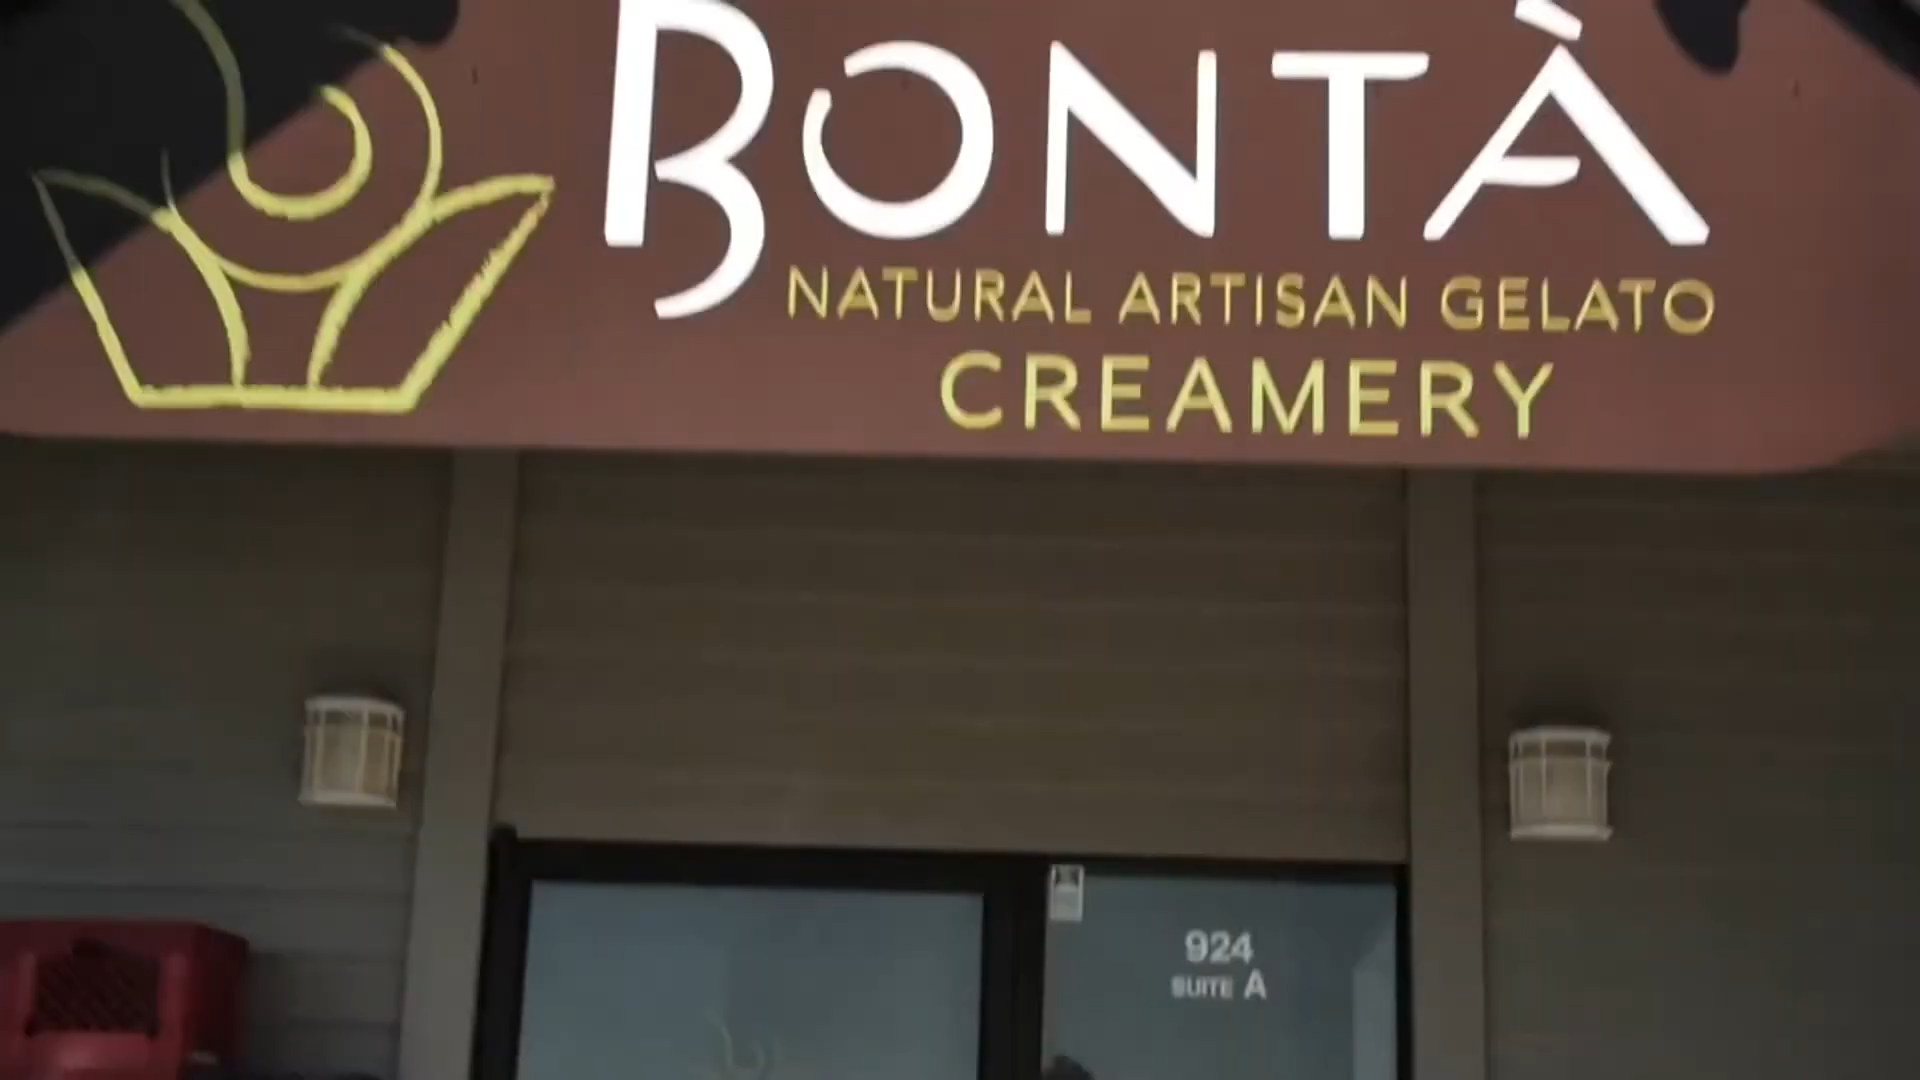 BONTÀ
NATURAL ARTISAN GELATO
CREAMERY
924
SUITE A